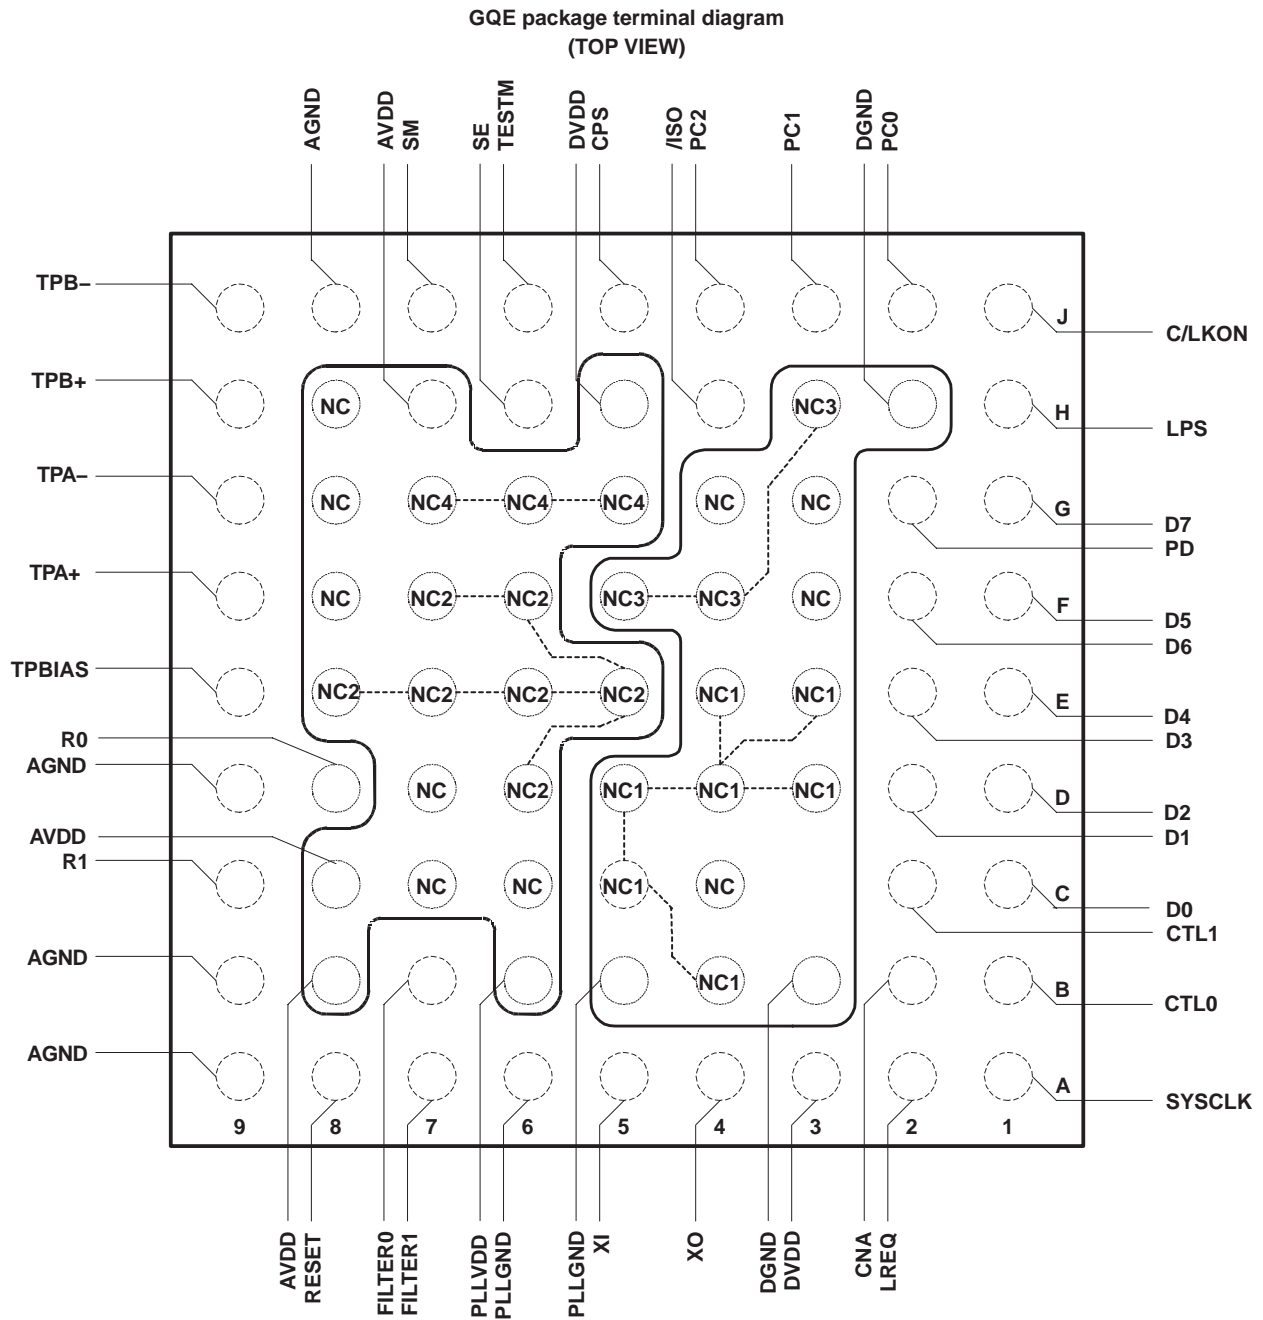 GQE package terminal diagram
(TOP VIEW)
AGND
AVDD
SM
SE
TESTM
DVDD
CPS
/ISO
PC2
PC1
DGND
PC0
TPB–
J
C/LKON
TPB+
NC
NC3
H
LPS
TPA–
NC
NC4
NC4
NC4
NC
NC
G
D7
PD
TPA+
NC
NC2
NC2
NC3
NC3
NC
F
D5
D6
TPBIAS
NC2
NC2
NC2
NC2
NC1
NC1
E
D4
D3
R0
AGND
NC
NC2
NC1
NC1
NC1
D
D2
D1
AVDD
R1
NC
NC
NC1
NC
C
D0
CTL1
AGND
NC1
B
CTL0
AGND
A
SYSCLK
9 8 7 6 5 4 3 2 1
AVDD
RESET
FILTER0
FILTER1
PLLVDD
PLLGND
PLLGND
XI
XO
DGND
DVDD
CNA
LREQ